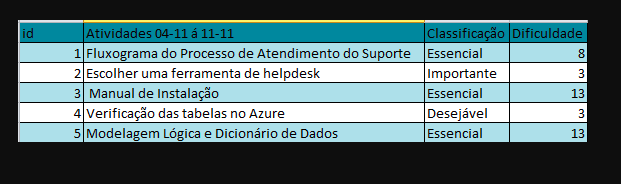 id Atividades 04-11 á 11-11 Classificação Dificuldade
1 Fluxograma do Processo de Atendimento do Suporte Essencial 8
2 Escolher uma ferramenta de helpdesk Importante 3
3 Manual de Instalação Essencial 13
4 Verificação das tabelas no Azure Desejável 3
5 Modelagem Lógica e Dicionário de Dados Essencial 13